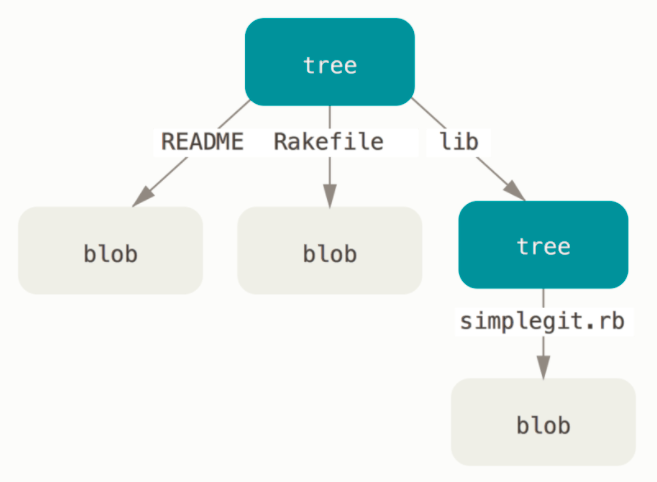 tree
README Rakefile lib
blob blob tree
simplegit.rb
blob